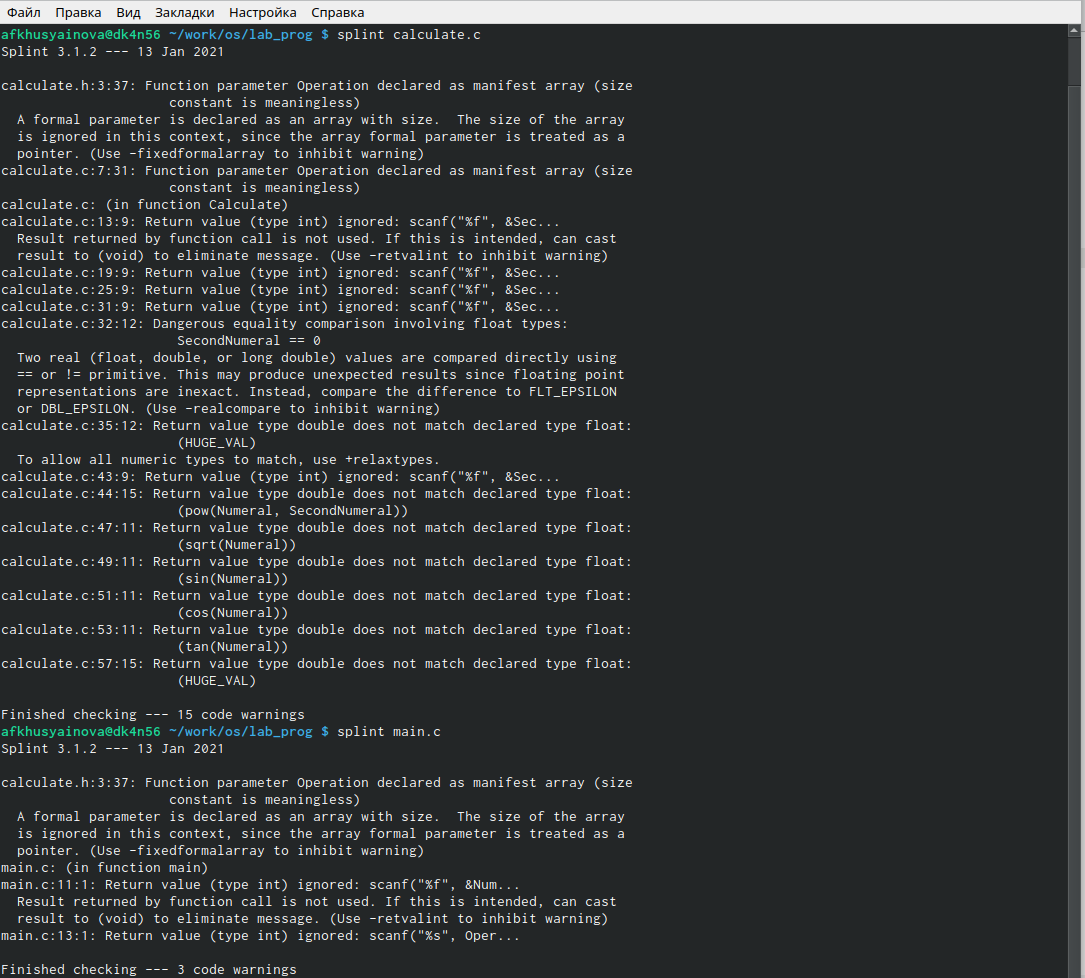 Файл Правка Вид Закладки Настройка Справка
afkhusyainova@dk4n56 ~/work/os/lab_prog $ splint calculate.c
Splint 3.1.2 --- 13 Jan 2021
calculate.h:3:37: Function parameter Operation declared as manifest array (size
constant is meaningless)
A formal parameter is declared as an array with size.  The size of the array
is ignored in this context, since the array formal parameter is treated as a
pointer. (Use -fixedformalarray to inhibit warning)
calculate.c:7:31: Function parameter Operation declared as manifest array (size
constant is meaningless)
calculate.c: (in function Calculate)
calculate.c:13:9: Return value (type int) ignored: scanf("%f", &Sec...
Result returned by function call is not used. If this is intended, can cast
result to (void) to eliminate message. (Use -retvalint to inhibit warning)
calculate.c:19:9: Return value (type int) ignored: scanf("%f", &Sec...
calculate.c:25:9: Return value (type int) ignored: scanf("%f", &Sec...
calculate.c:31:9: Return value (type int) ignored: scanf("%f", &Sec...
calculate.c:32:12: Dangerous equality comparison involving float types:
SecondNumeral == 0
Two real (float, double, or long double) values are compared directly using
== or != primitive. This may produce unexpected results since floating point
representations are inexact. Instead, compare the difference to FLT_EPSILON
or DBL_EPSILON. (Use -realcompare to inhibit warning)
calculate.c:35:12: Return value type double does not match declared type float:
(HUGE_VAL)
To allow all numeric types to match, use +relaxtypes.
calculate.c:43:9: Return value (type int) ignored: scanf("%f", &Sec...
calculate.c:44:15: Return value type double does not match declared type float:
(pow(Numeral, SecondNumeral))
calculate.c:47:11: Return value type double does not match declared type float:
(sqrt(Numeral))
calculate.c:49:11: Return value type double does not match declared type float:
(sin(Numeral))
calculate.c:51:11: Return value type double does not match declared type float:
(cos(Numeral))
calculate.c:53:11: Return value type double does not match declared type float:
(tan(Numeral))
calculate.c:57:15: Return value type double does not match declared type float:
(HUGE_VAL)
Finished checking --- 15 code warnings
afkhusyainova@dk4n56 ~/work/os/lab_prog $ splint main.c
Splint 3.1.2 --- 13 Jan 2021
calculate.h:3:37: Function parameter Operation declared as manifest array (size
constant is meaningless)
A formal parameter is declared as an array with size.  The size of the array
is ignored in this context, since the array formal parameter is treated as a
pointer. (Use -fixedformalarray to inhibit warning)
main.c: (in function main)
main.c:11:1: Return value (type int) ignored: scanf("%f", &Num...
Result returned by function call is not used. If this is intended, can cast
result to (void) to eliminate message. (Use -retvalint to inhibit warning)
main.c:13:1: Return value (type int) ignored: scanf("%s", Oper...
Finished checking --- 3 code warnings